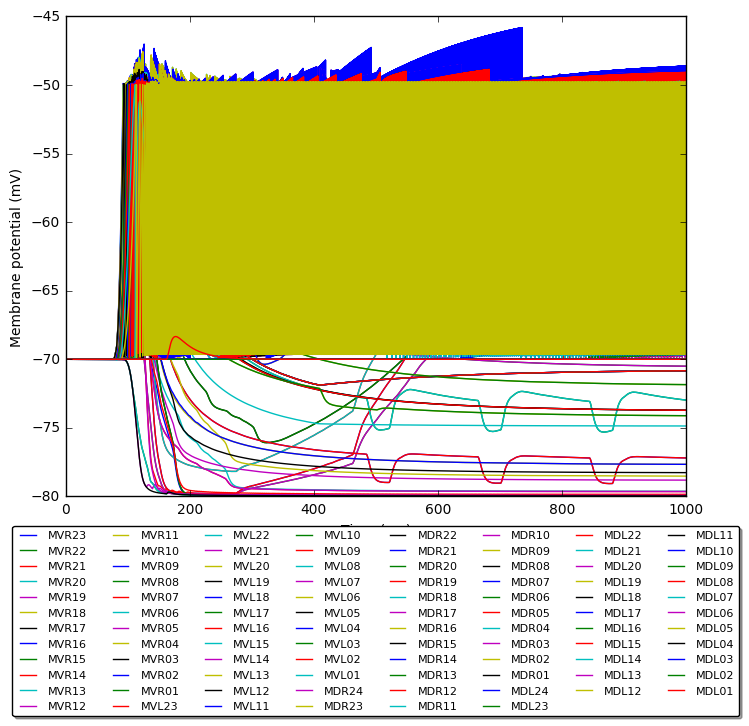 −45
−50
−55
−60
−65
−70
−75
−80
Membrane potential (mV)
0 200 400 600 800 1000
MVR23 MVR11 MVL22 MVL10 MDR22 MDR10 MDL22 MDL11
MVR22 MVR10 MVL21 MVL09 MDR21 MDR09 MDL21 MDL10
MVR21 MVR09 MVL20 MVL08 MDR20 MDR08 MDL20 MDL09
MVR20 MVR08 MVL19 MVL07 MDR19 MDR07 MDL19 MDL08
MVR19 MVR07 MVL18 MVL06 MDR18 MDR06 MDL18 MDL07
MVR18 MVR06 MVL17 MVL05 MDR17 MDR05 MDL17 MDL06
MVR17 MVR05 MVL16 MVL04 MDR16 MDR04 MDL16 MDL05
MVR16 MVR04 MVL15 MVL03 MDR15 MDR03 MDL15 MDL04
MVR15 MVR03 MVL14 MVL02 MDR14 MDR02 MDL14 MDL03
MVR14 MVR02 MVL13 MVL01 MDR13 MDR01 MDL13 MDL02
MVR13 MVR01 MVL12 MDR24 MDR12 MDL24 MDL12 MDL01
MVR12 MVL23 MVL11 MDR23 MDR11 MDL23